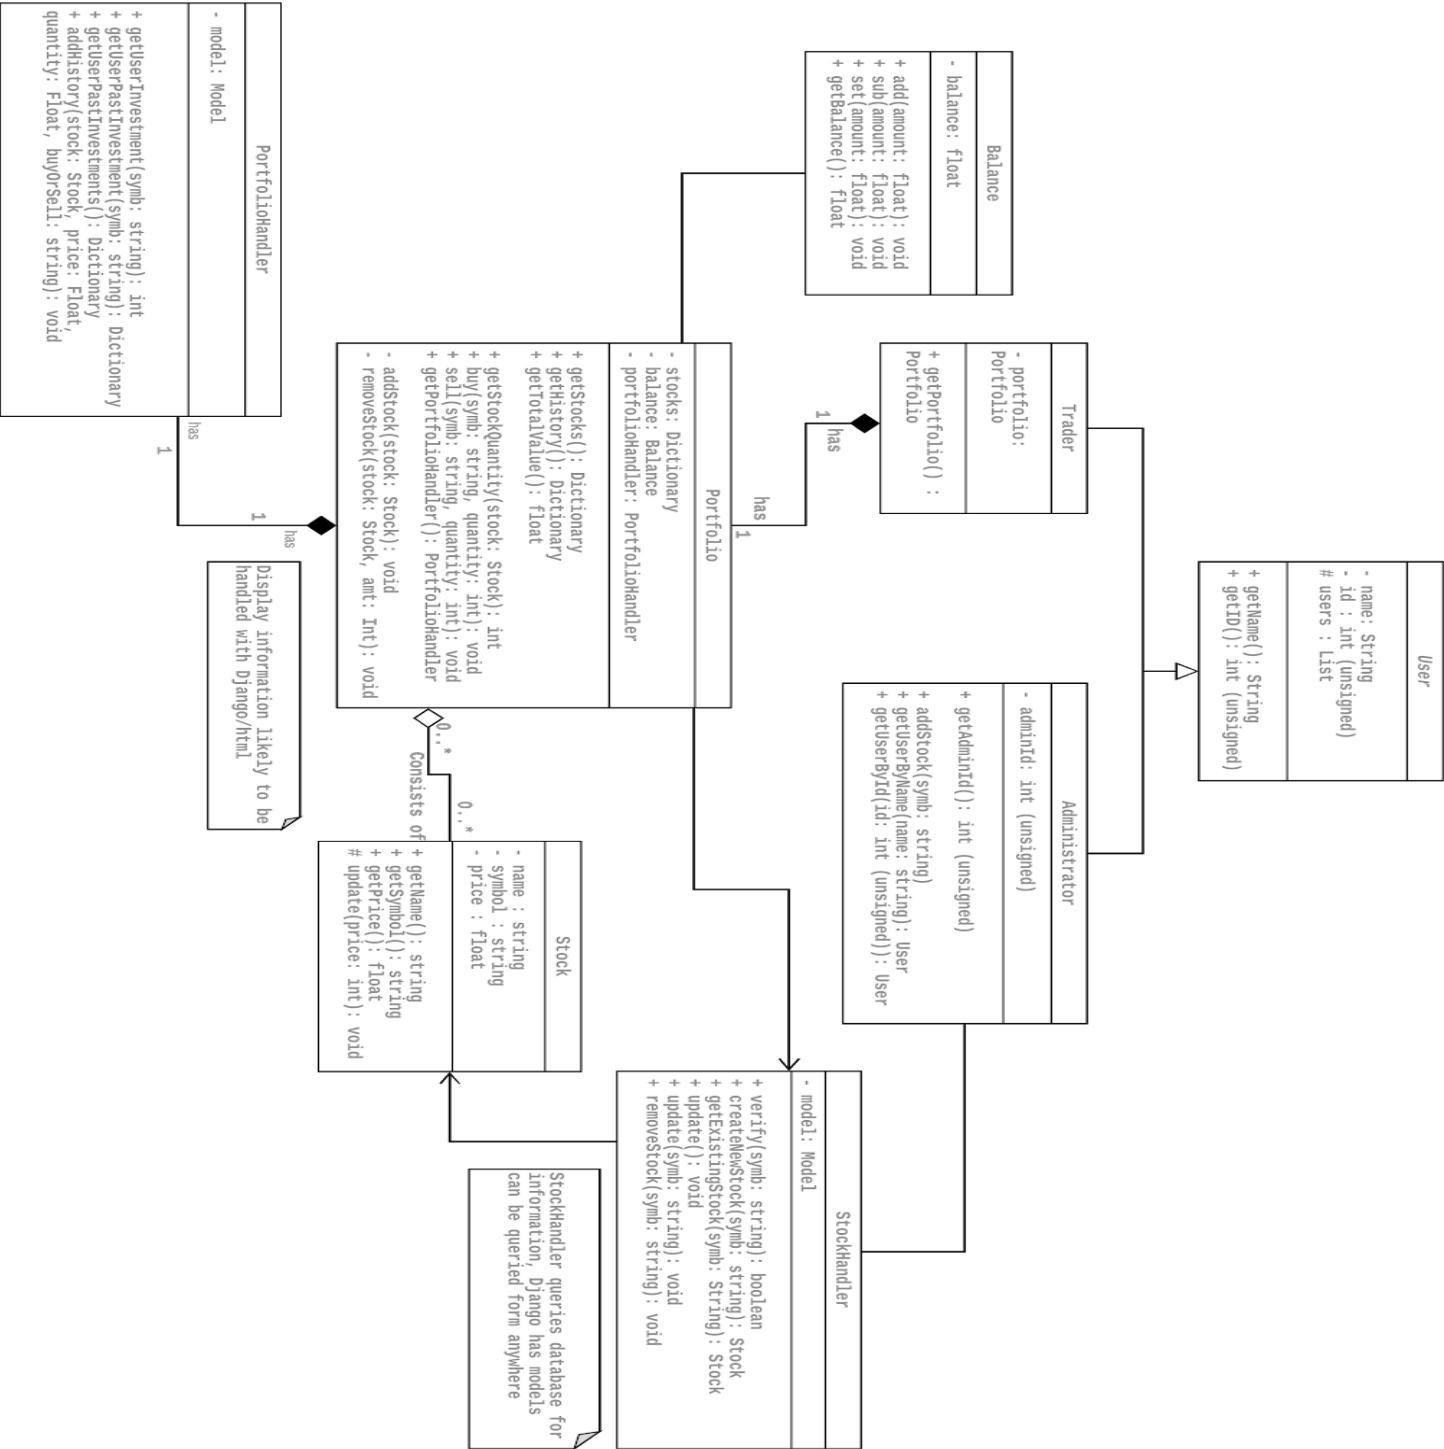 User
- name: String
- id : int (unsigned)
# users : List
+ getName(): String
+ getID(): int (unsigned)
Trader
- portfolio:
Portfolio
+ getPortfolio() :
Portfolio
Administrator
- adminId: int (unsigned)
+ getAdminId(): int (unsigned)
+ addStock(symb: string)
+ getUserByName(name: string): User
+ getUserById(id: int (unsigned)): User
Balance
- balance: float
+ add(amount: float): void
+ sub(amount: float): void
+ set(amount: float): void
+ getBalance(): float
has
1
has
1
Portfolio
- stocks: Dictionary
- balance: Balance
- portfolioHandler: PortfolioHandler
+ getStocks(): Dictionary
+ getHistory(): Dictionary
+ getTotalValue(): float
+ getStockQuantity(stock: Stock): int
+ buy(symb: string, quantity: int): void
+ sell(symb: string, quantity: int): void
+ getPortfolioHandler(): PortfolioHandler
- addStock(stock: Stock): void
- removeStock(stock: Stock, amt: Int): void
StockHandler
- model: Model
+ verify(symb: string): boolean
+ createNewStock(symb: string): Stock
+ getExistingStock(symb: String): Stock
+ update(): void
+ update(symb: string): void
+ removeStock(symb: string): void
Stock
- name : string
- symbol : string
- price : float
+ getName(): string
+ getSymbol(): string
+ getPrice(): float
# update(price: int): void
0..*
0..*
Consists of
StockHandler queries database for
information, Django has models
can be queried form anywhere
has
1
has
1
Display information likely to be
handled with Django/html
PortfolioHandler
- model: Model
+ getUserInvestment(symb: string): int
+ getUserPastInvestment(symb: string): Dictionary
+ getUserPastInvestments(): Dictionary
+ addHistory(stock: Stock, price: Float,
quantity: Float, buyOrSell: string): void